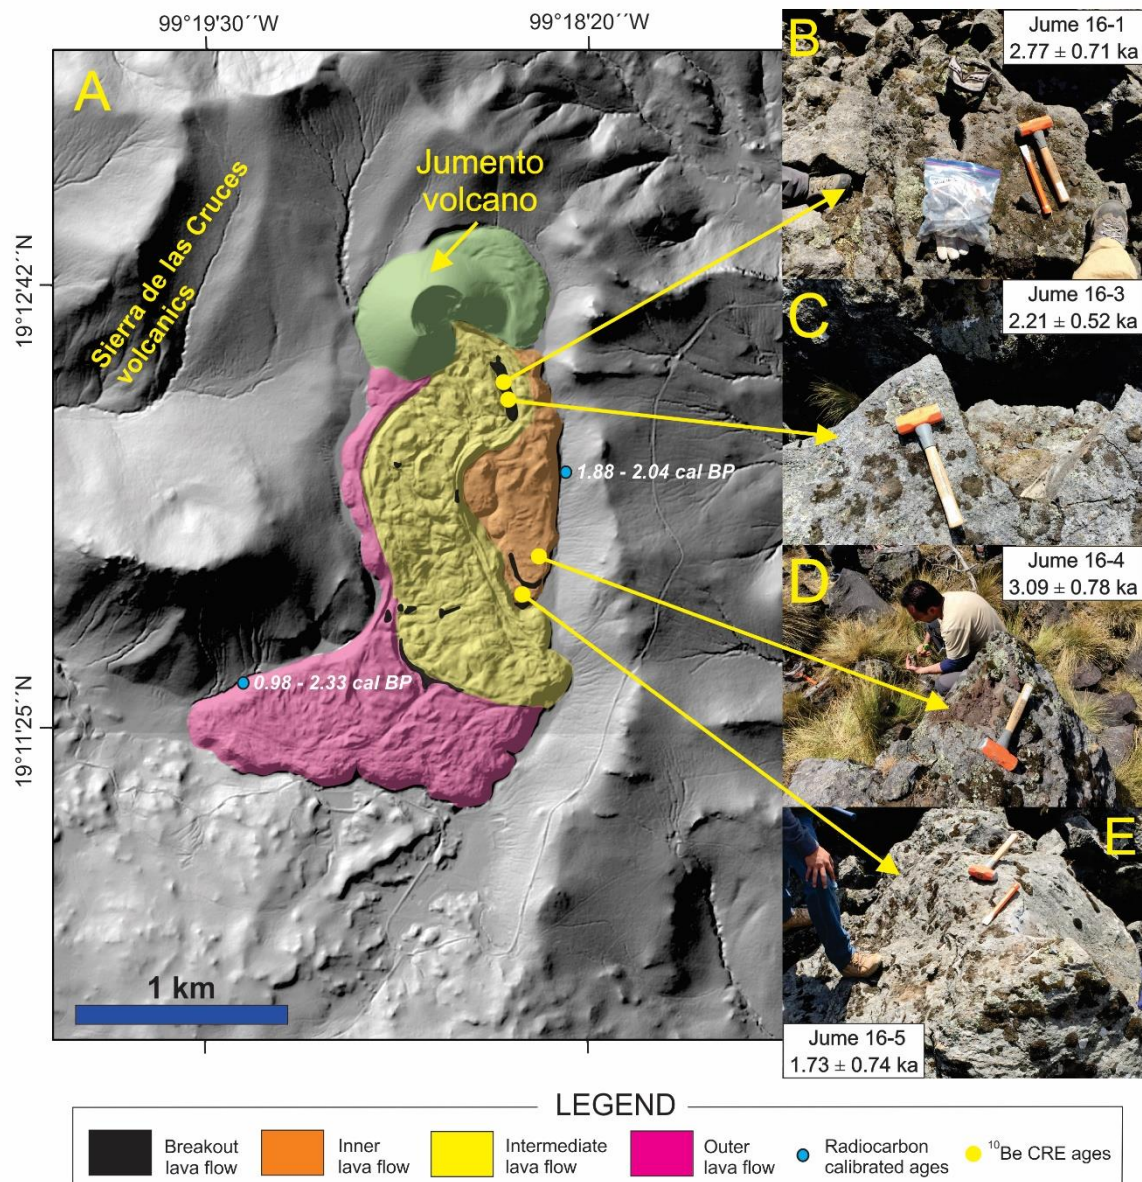 99°19´30´´W
99°18´20´´W
A
Jumento
volcano
Sierra de las Cruces
volcanics
19°12´42´´N
19°11´25´´N
1.88 - 2.04 cal BP
0.98 - 2.33 cal BP
1 km
B
Jume 16-1
2.77 ± 0.71 ka
C
Jume 16-3
2.21 ± 0.52 ka
D
Jume 16-4
3.09 ± 0.78 ka
E
Jume 16-5
1.73 ± 0.74 ka
LEGEND
Breakout
lava flow
Inner
lava flow
Intermediate
lava flow
Outer
lava flow
Radiocarbon
calibrated ages
¹⁰Be CRE ages